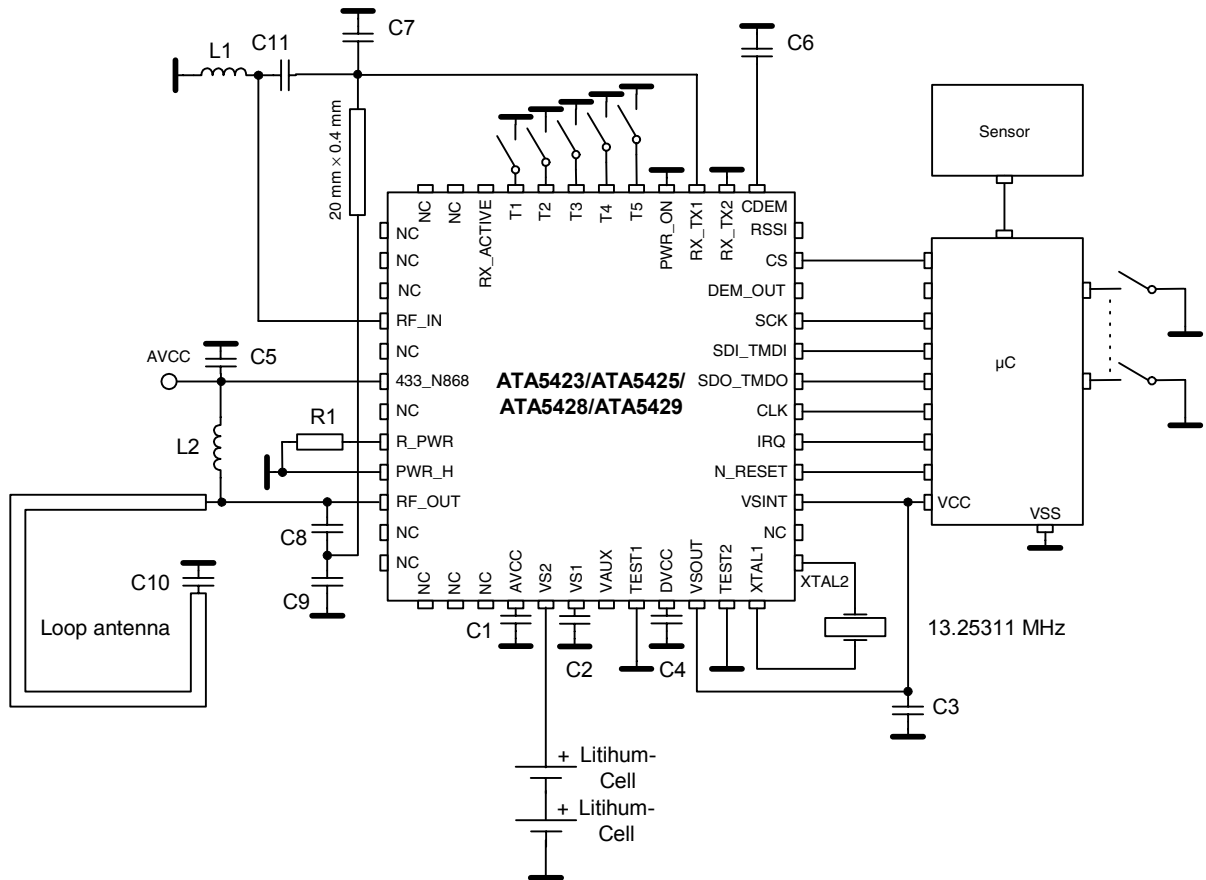 C7
C11
L1
C6
20 mm × 0.4 mm
Sensor
NC
NC
RX_ACTIVE
T1
T2
T3
T4
T5
PWR_ON
RX_TX1
RX_TX2
CDEM
NC
NC
NC
RF_IN
NC
433_N868
NC
R_PWR
PWR_H
RF_OUT
NC
NC
RSSI
CS
DEM_OUT
SCK
SDI_TMDI
SDO_TMDO
CLK
IRQ
N_RESET
VSINT
NC
XTAL2
ATA5423/ATA5425/
ATA5428/ATA5429
µC
VCC
VSS
AVCC
C5
L2
R1
C8
C9
C10
Loop antenna
NC
NC
NC
AVCC
VS2
VS1
VAUX
TEST1
DVCC
VSOUT
TEST2
XTAL1
C1
C2
C4
13.25311 MHz
C3
+ Litihum-
Cell
+ Litihum-
Cell